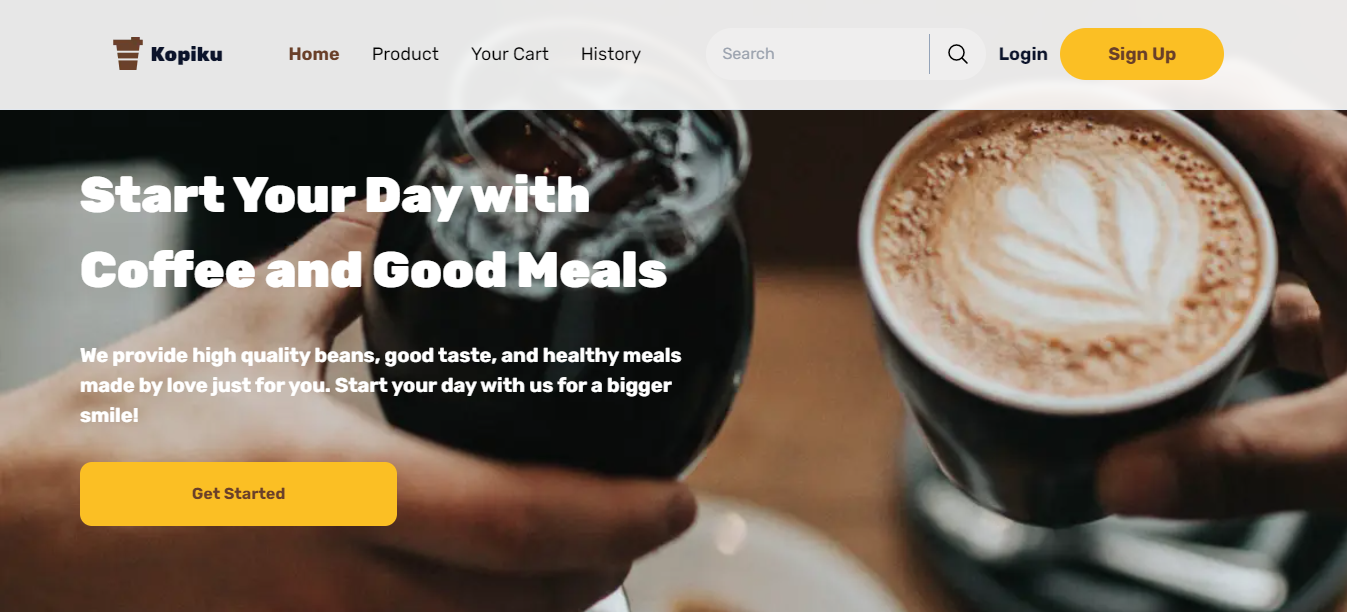 Kopiku
Home Product Your Cart History
Search
Login
Sign Up
Start Your Day with
Coffee and Good Meals
We provide high quality beans, good taste, and healthy meals
made by love just for you. Start your day with us for a bigger
smile!
Get Started